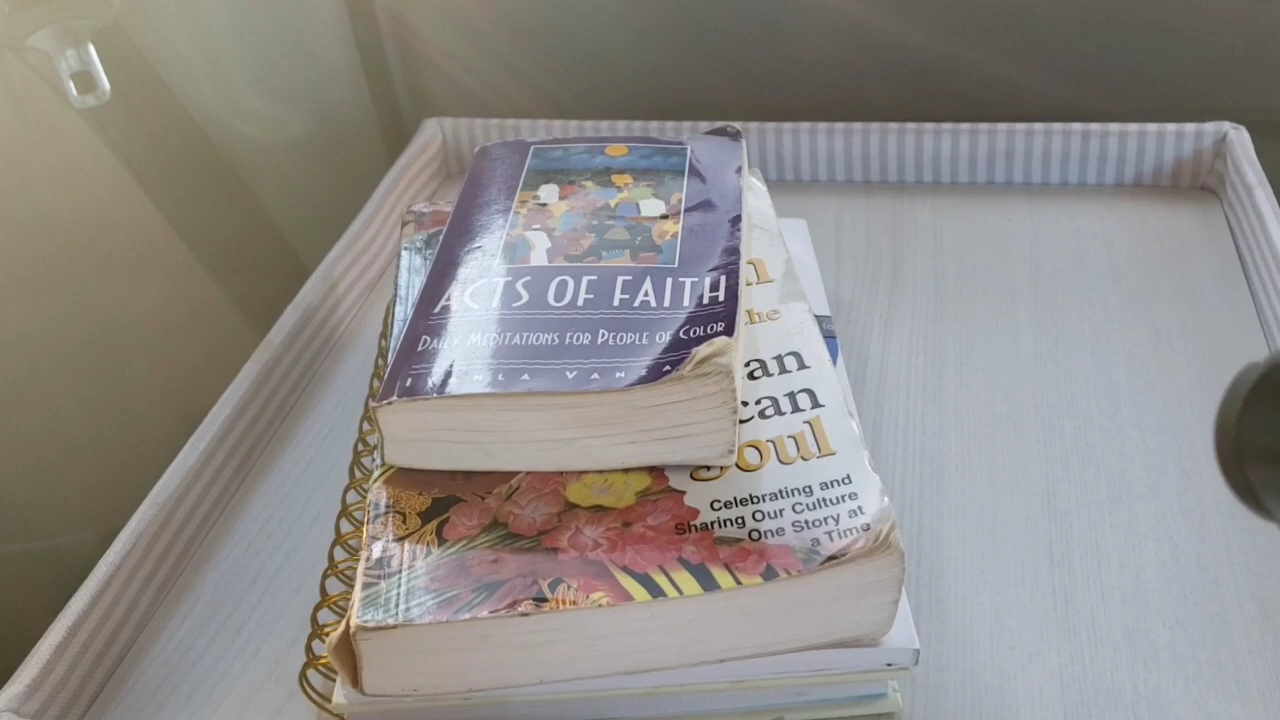 ACTS OF FAITH
DAILY MEDITATIONS FOR PEOPLE OF COLOR
he
an
can
Soul
Celebrating and
Sharing Our Culture
One Story at
a Time